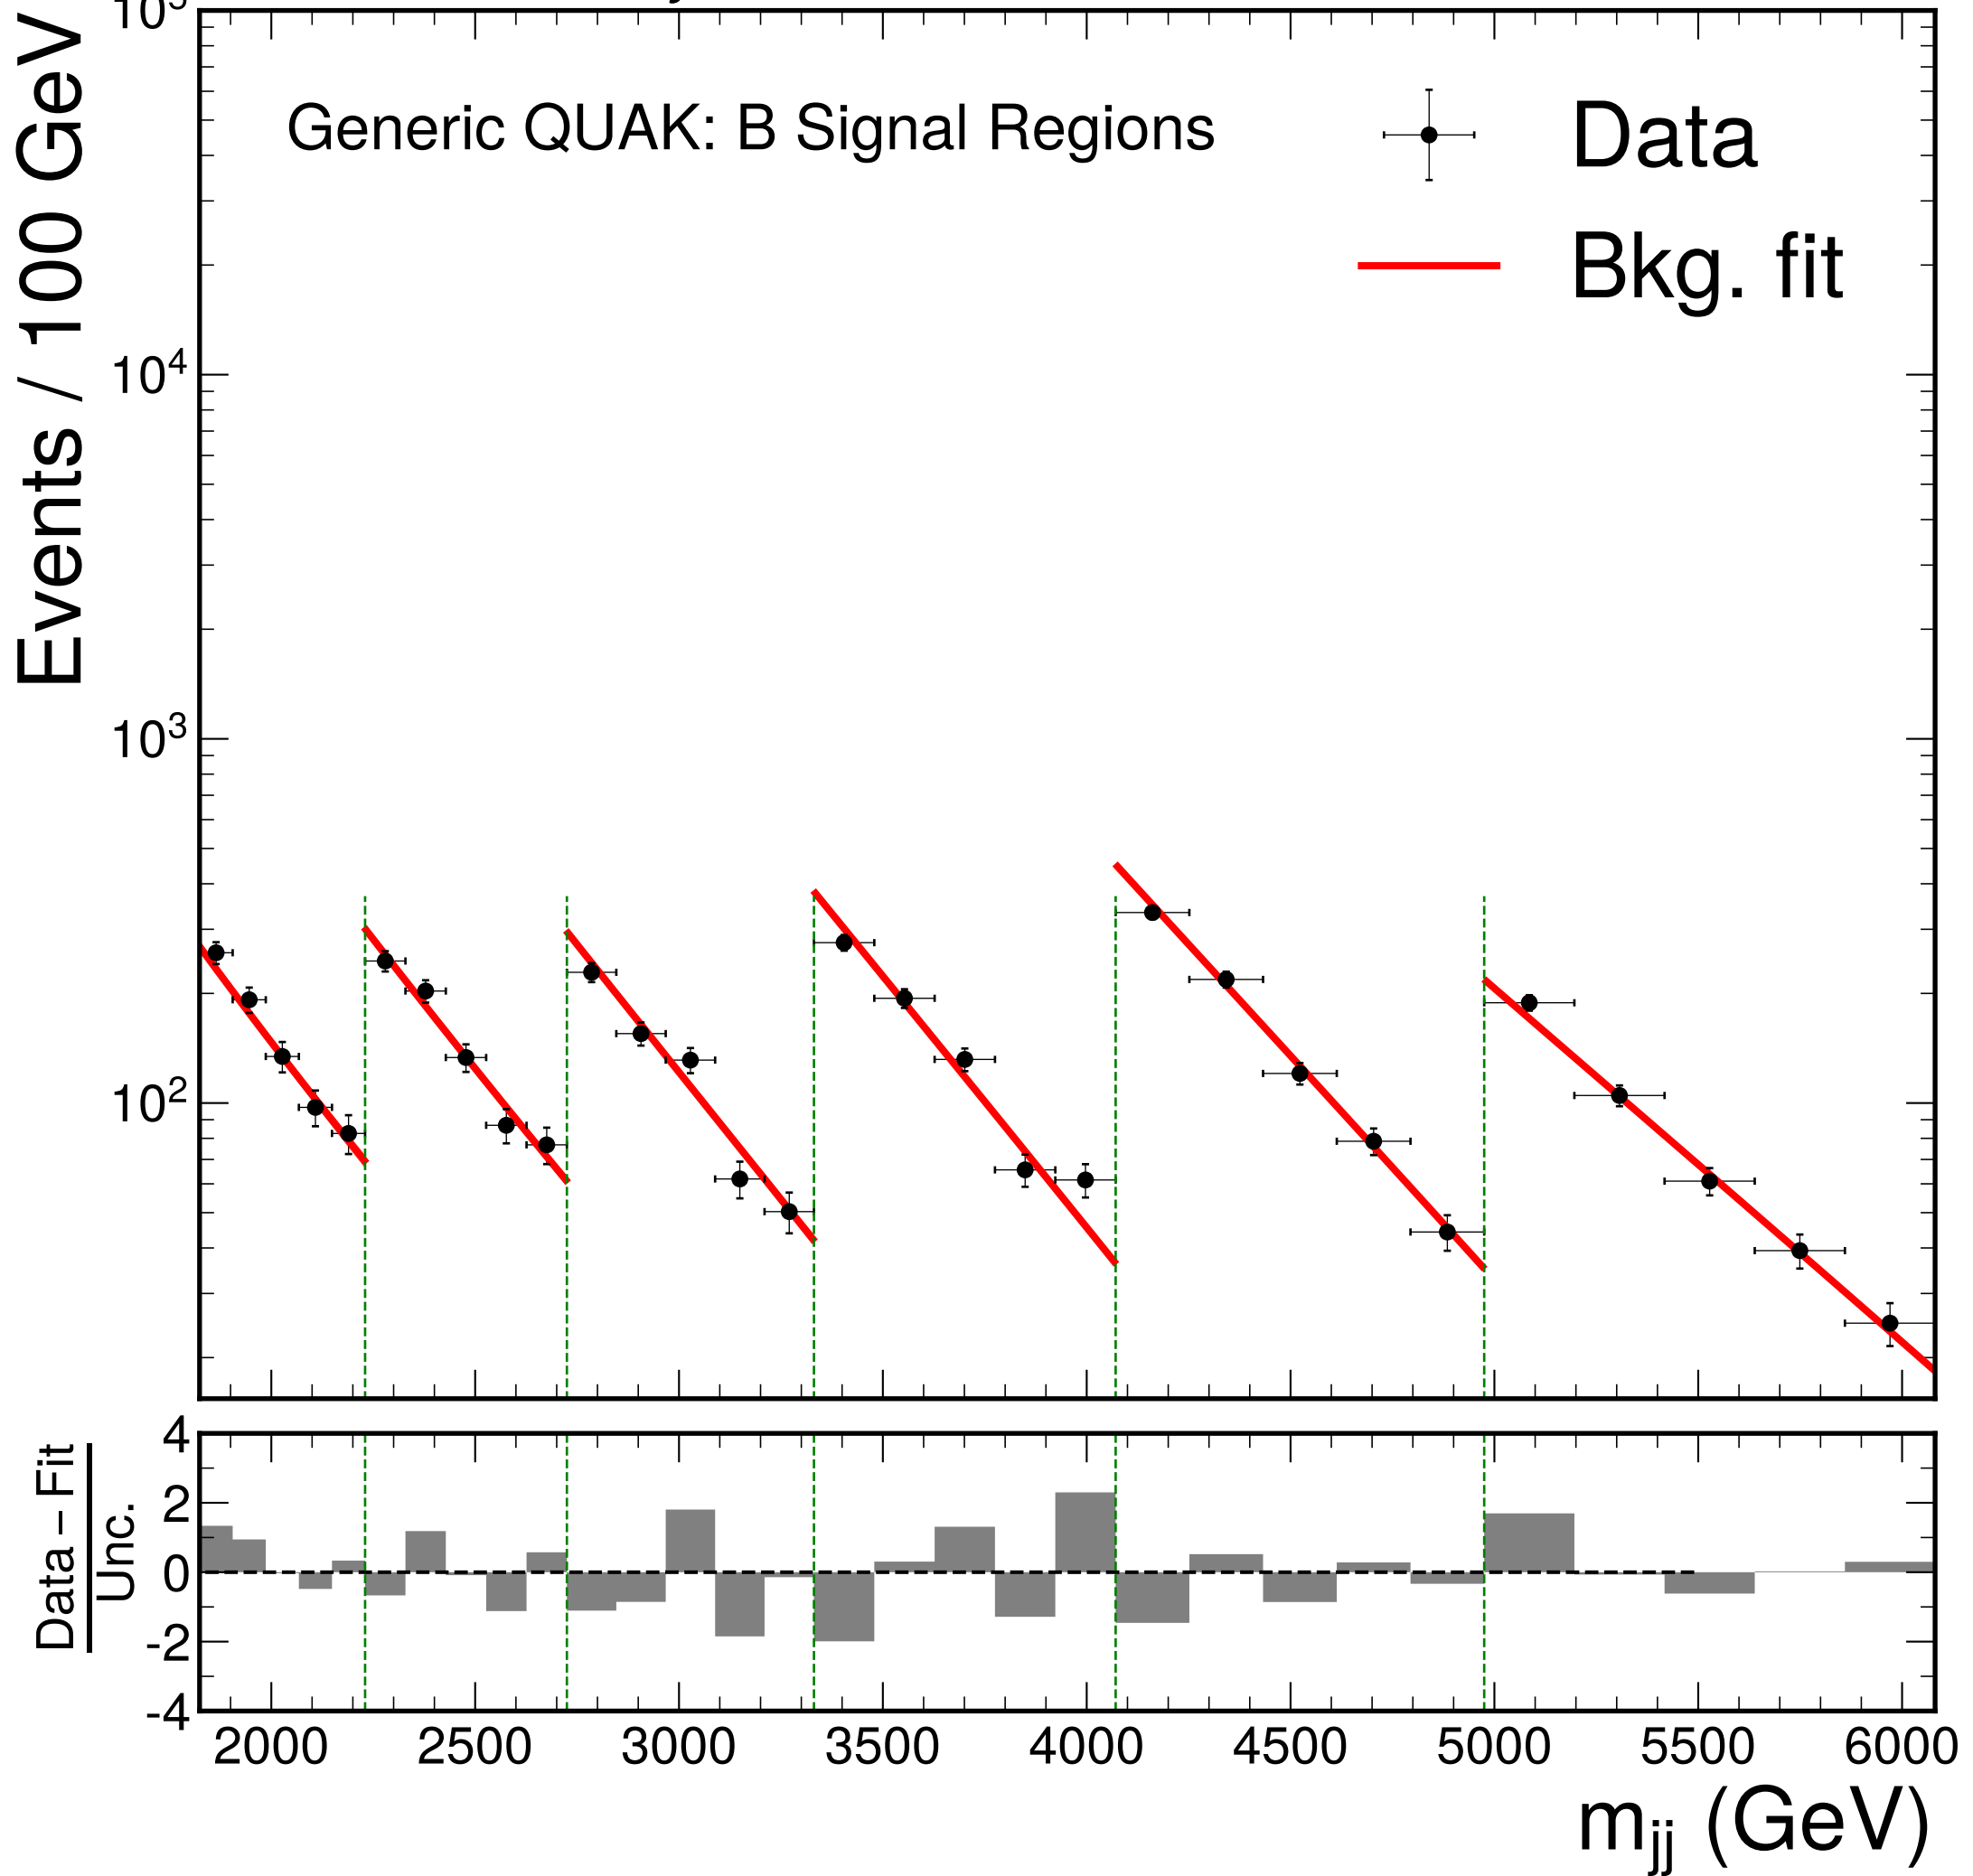 10⁵
Generic QUAK: B Signal Regions
Data
Bkg. fit
Events / 100 GeV
10⁴
10³
10²
Data – Fit
Unc.
4
2
0
-2
-4
2000 2500 3000 3500 4000 4500 5000 5500 6000
m_jj (GeV)